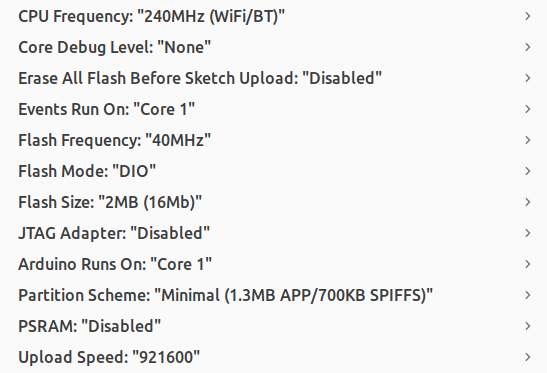 CPU Frequency: "240MHz (WiFi/BT)"
Core Debug Level: "None"
Erase All Flash Before Sketch Upload: "Disabled"
Events Run On: "Core 1"
Flash Frequency: "40MHz"
Flash Mode: "DIO"
Flash Size: "2MB (16Mb)"
JTAG Adapter: "Disabled"
Arduino Runs On: "Core 1"
Partition Scheme: "Minimal (1.3MB APP/700KB SPIFFS)"
PSRAM: "Disabled"
Upload Speed: "921600"